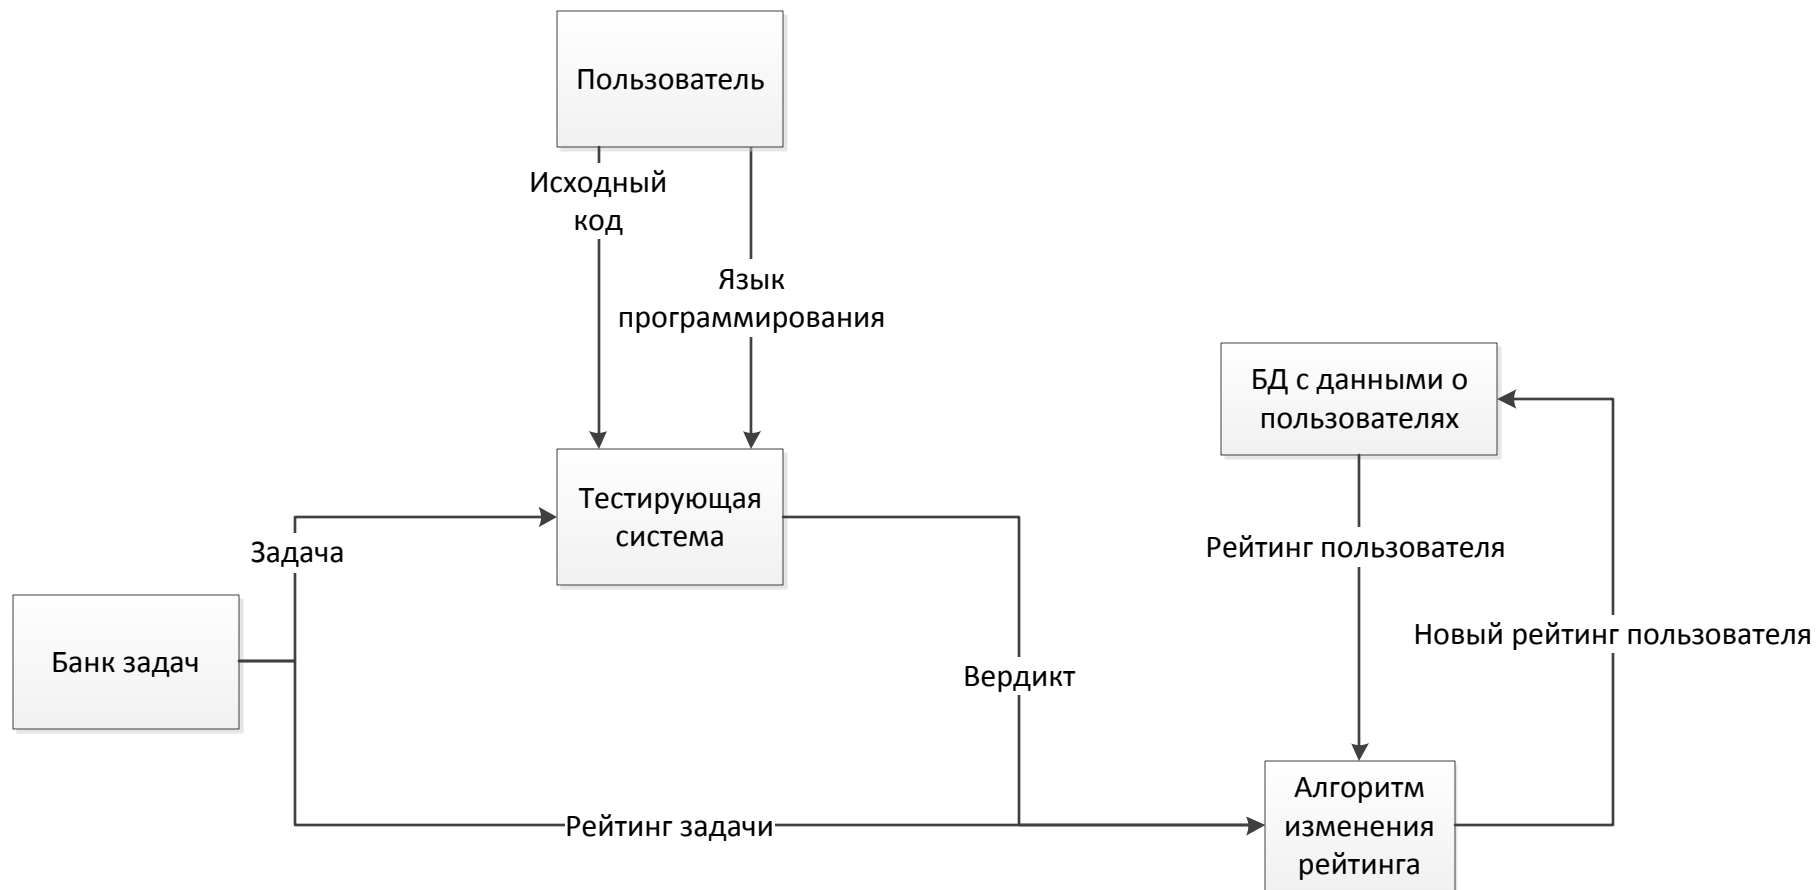 Пользователь
Исходный
код
Язык
программирования
БД с данными о
пользователях
Тестирующая
система
Задача
Рейтинг пользователя
Новый рейтинг пользователя
Банк задач
Вердикт
Алгоритм
изменения
рейтинга
Рейтинг задачи